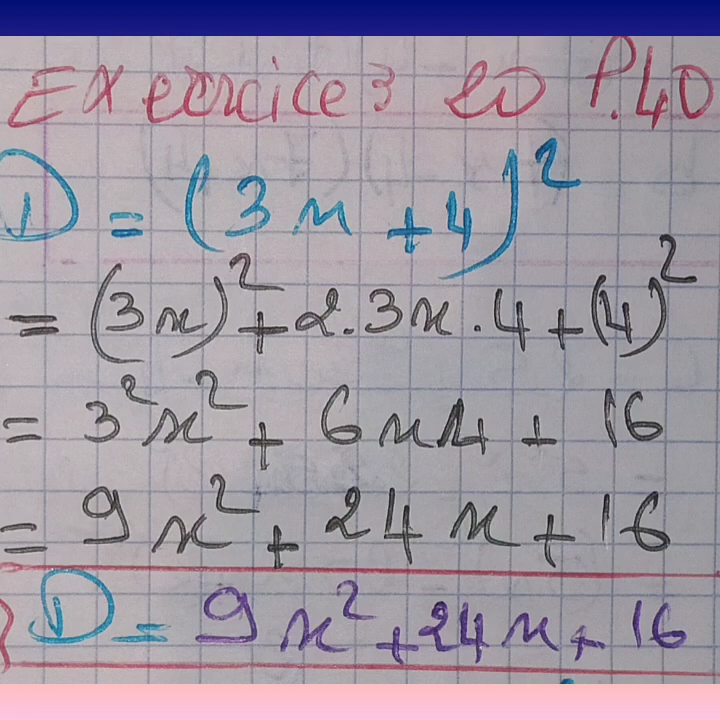 Exercice 3 20 P.40
D = (3x + 4)²
= (3x)² + 2.3x.4 + (4)²
= 3²x² + 6x4 + 16
= 9x² + 24x + 16
D = 9x² + 24x + 16